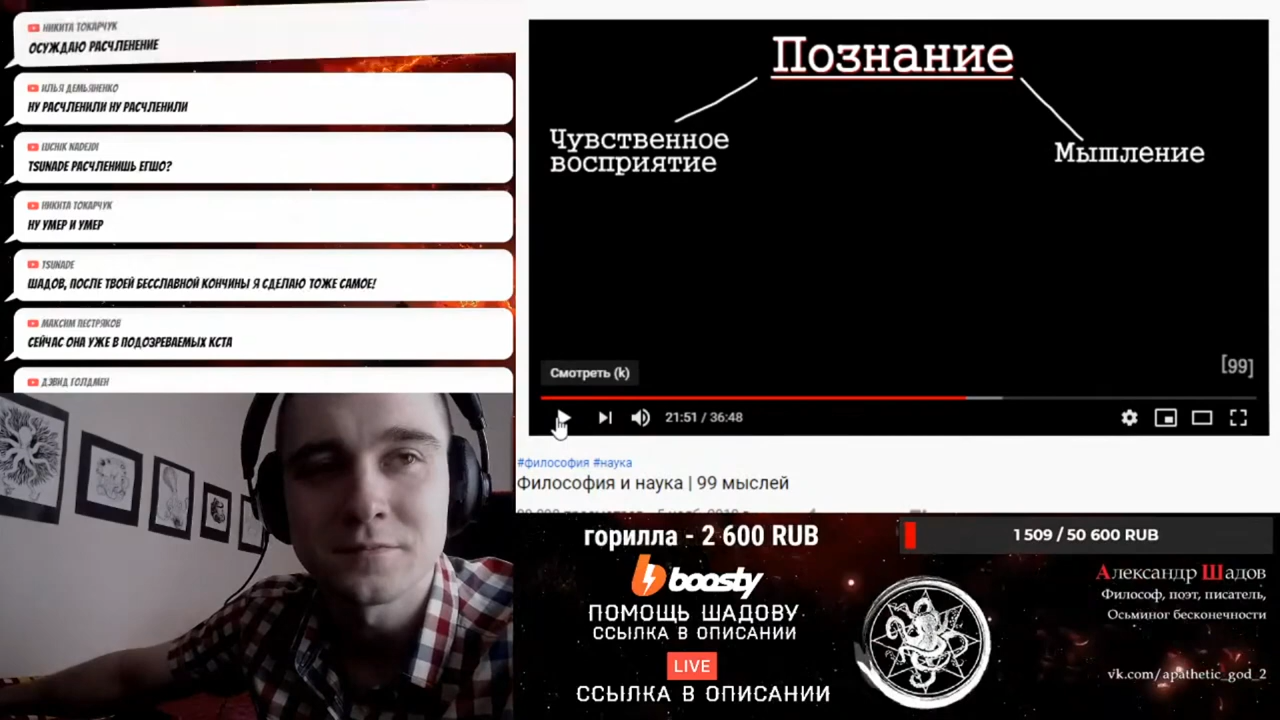 НИКИТА ТОКАРЧУК
ОСУЖДАЮ РАСЧЛЕНЕНИЕ
ИЛЬЯ ДЕМЬЯНЕНКО
НУ РАСЧЛЕНИЛИ НУ РАСЧЛЕНИЛИ
LUCHIK NADEJDI
TSUNADE РАСЧЛЕНИШЬ ЕГШО?
НИКИТА ТОКАРЧУК
НУ УМЕР И УМЕР
TSUNADE
ШАДОВ, ПОСЛЕ ТВОЕЙ БЕССЛАВНОЙ КОНЧИНЫ Я СДЕЛАЮ ТОЖЕ САМОЕ!
МАКСИМ ПЕСТРЯКОВ
СЕЙЧАС ОНА УЖЕ В ПОДОЗРЕВАЕМЫХ КСТА
ДЭВИД ГОЛДМЕН
Познание
Чувственное
восприятие
Мышление
[99]
Смотреть (k)
21:51 / 36:48
#философия #наука
Философия и наука | 99 мыслей
горилла - 2 600 RUB
boosty
ПОМОЩЬ ШАДОВУ
ССЫЛКА В ОПИСАНИИ
LIVE
ССЫЛКА В ОПИСАНИИ
1 509 / 50 600 RUB
Александр Шадов
Философ, поэт, писатель,
Осьминог бесконечности
vk.com/apathetic_god_2